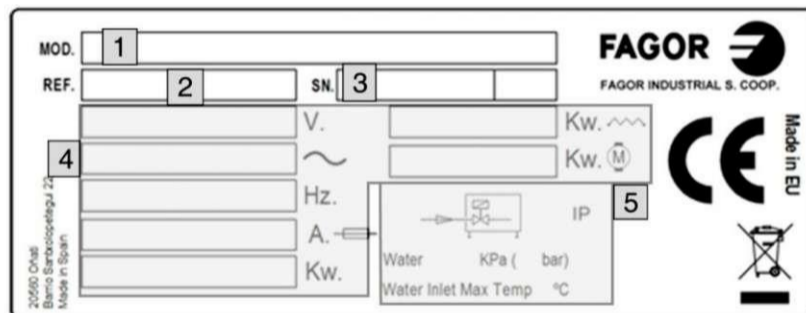 MOD. 1
FAGOR
REF. 2 SN. 3
FAGOR INDUSTRIAL S. COOP.
V. Kw.
4 Kw. M
Hz. 5
IP
A.
Water KPa ( bar)
Kw.
Water Inlet Max Temp ºC
CE
Made in EU
20560 Oñati
Barrio Santxolopetegui 22
Made in Spain